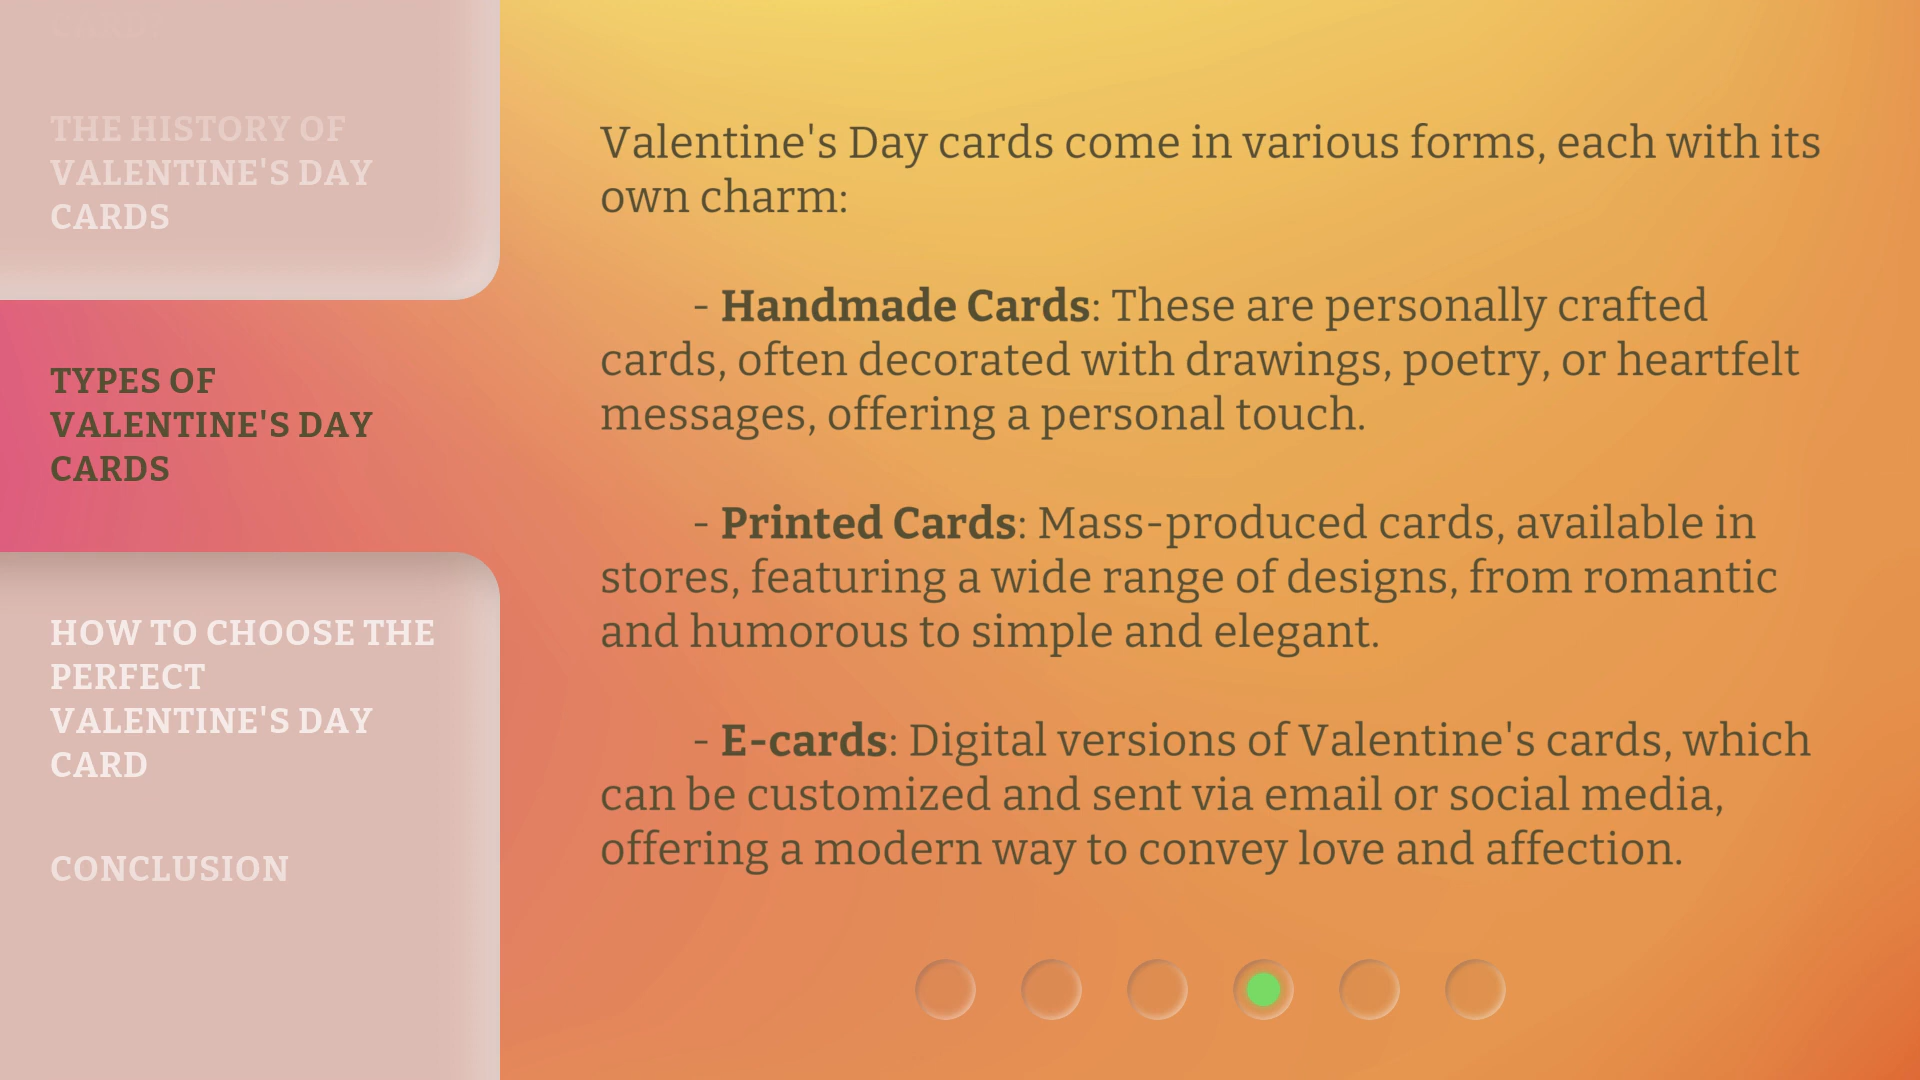 CARD?
THE HISTORY OF
VALENTINE'S DAY
CARDS
TYPES OF
VALENTINE'S DAY
CARDS
HOW TO CHOOSE THE
PERFECT
VALENTINE'S DAY
CARD
CONCLUSION
Valentine's Day cards come in various forms, each with its
own charm:
- Handmade Cards: These are personally crafted
cards, often decorated with drawings, poetry, or heartfelt
messages, offering a personal touch.
- Printed Cards: Mass-produced cards, available in
stores, featuring a wide range of designs, from romantic
and humorous to simple and elegant.
- E-cards: Digital versions of Valentine's cards, which
can be customized and sent via email or social media,
offering a modern way to convey love and affection.